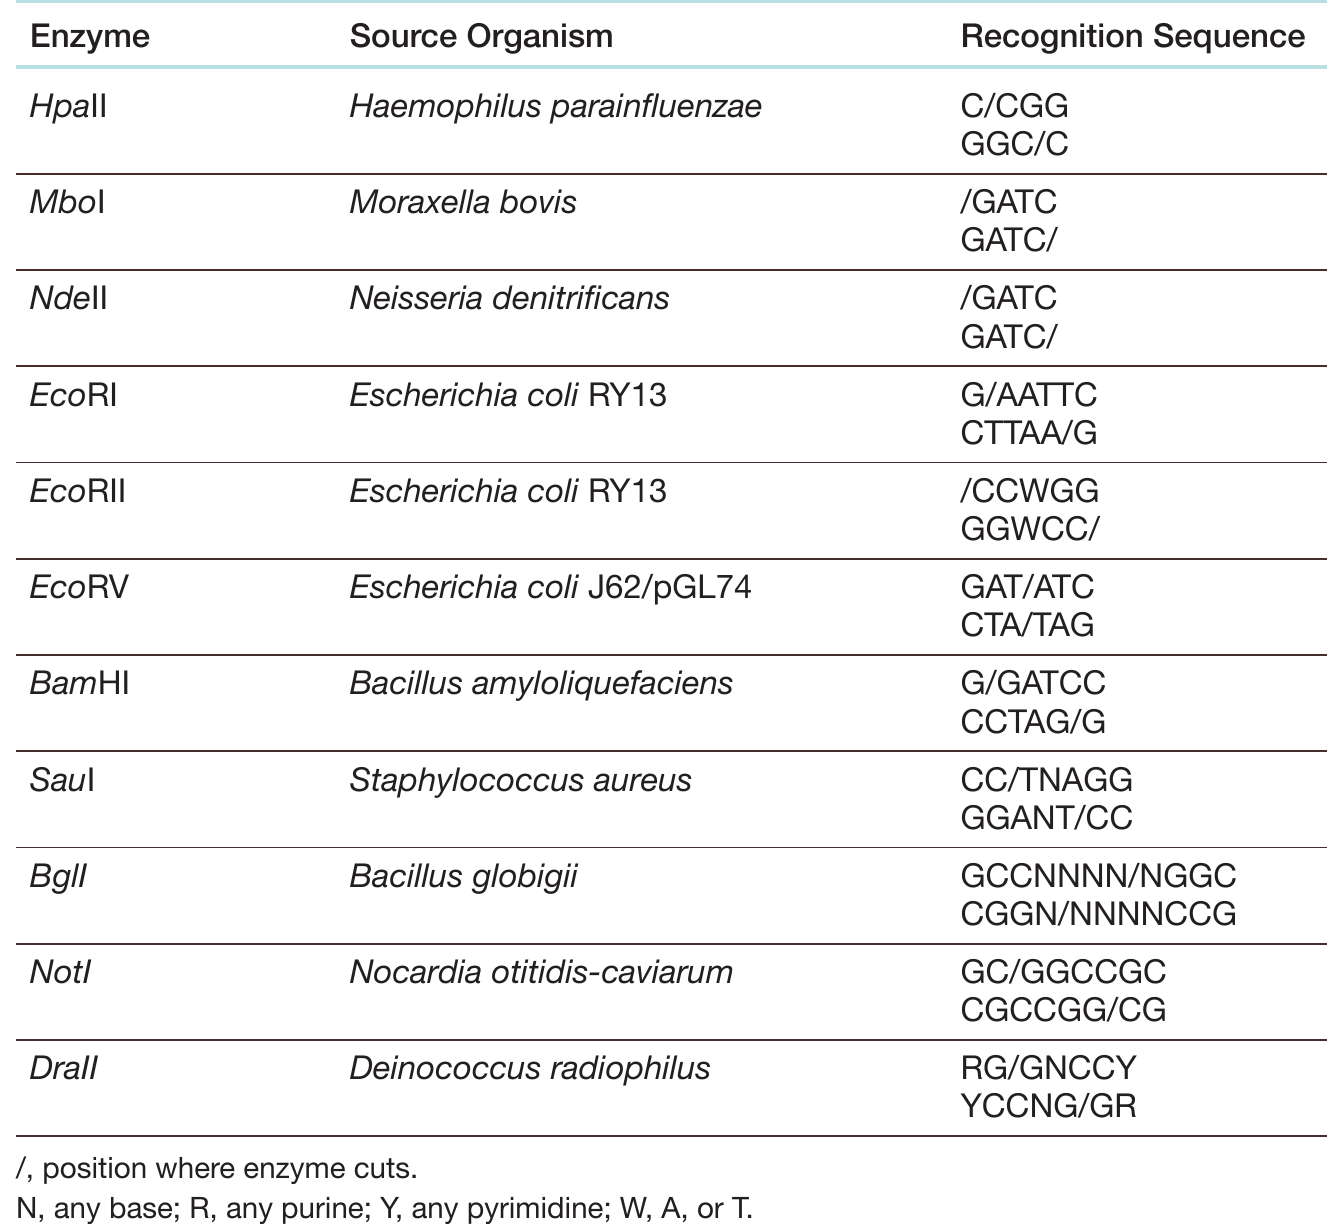 Enzyme Source Organism Recognition Sequence
HpaII Haemophilus parainfluenzae C/CGG
GGC/C
MboI Moraxella bovis /GATC
GATC/
NdeII Neisseria denitrificans /GATC
GATC/
EcoRI Escherichia coli RY13 G/AATTC
CTTAA/G
EcoRII Escherichia coli RY13 /CCWGG
GGWCC/
EcoRV Escherichia coli J62/pGL74 GAT/ATC
CTA/TAG
BamHI Bacillus amyloliquefaciens G/GATCC
CCTAG/G
SauI Staphylococcus aureus CC/TNAGG
GGANT/CC
BglI Bacillus globigii GCCNNNN/NGGC
CGGN/NNNNCCG
NotI Nocardia otitidis-caviarum GC/GGCCGC
CGCCGG/CG
DraII Deinococcus radiophilus RG/GNCCY
YCCNG/GR
/, position where enzyme cuts.
N, any base; R, any purine; Y, any pyrimidine; W, A, or T.